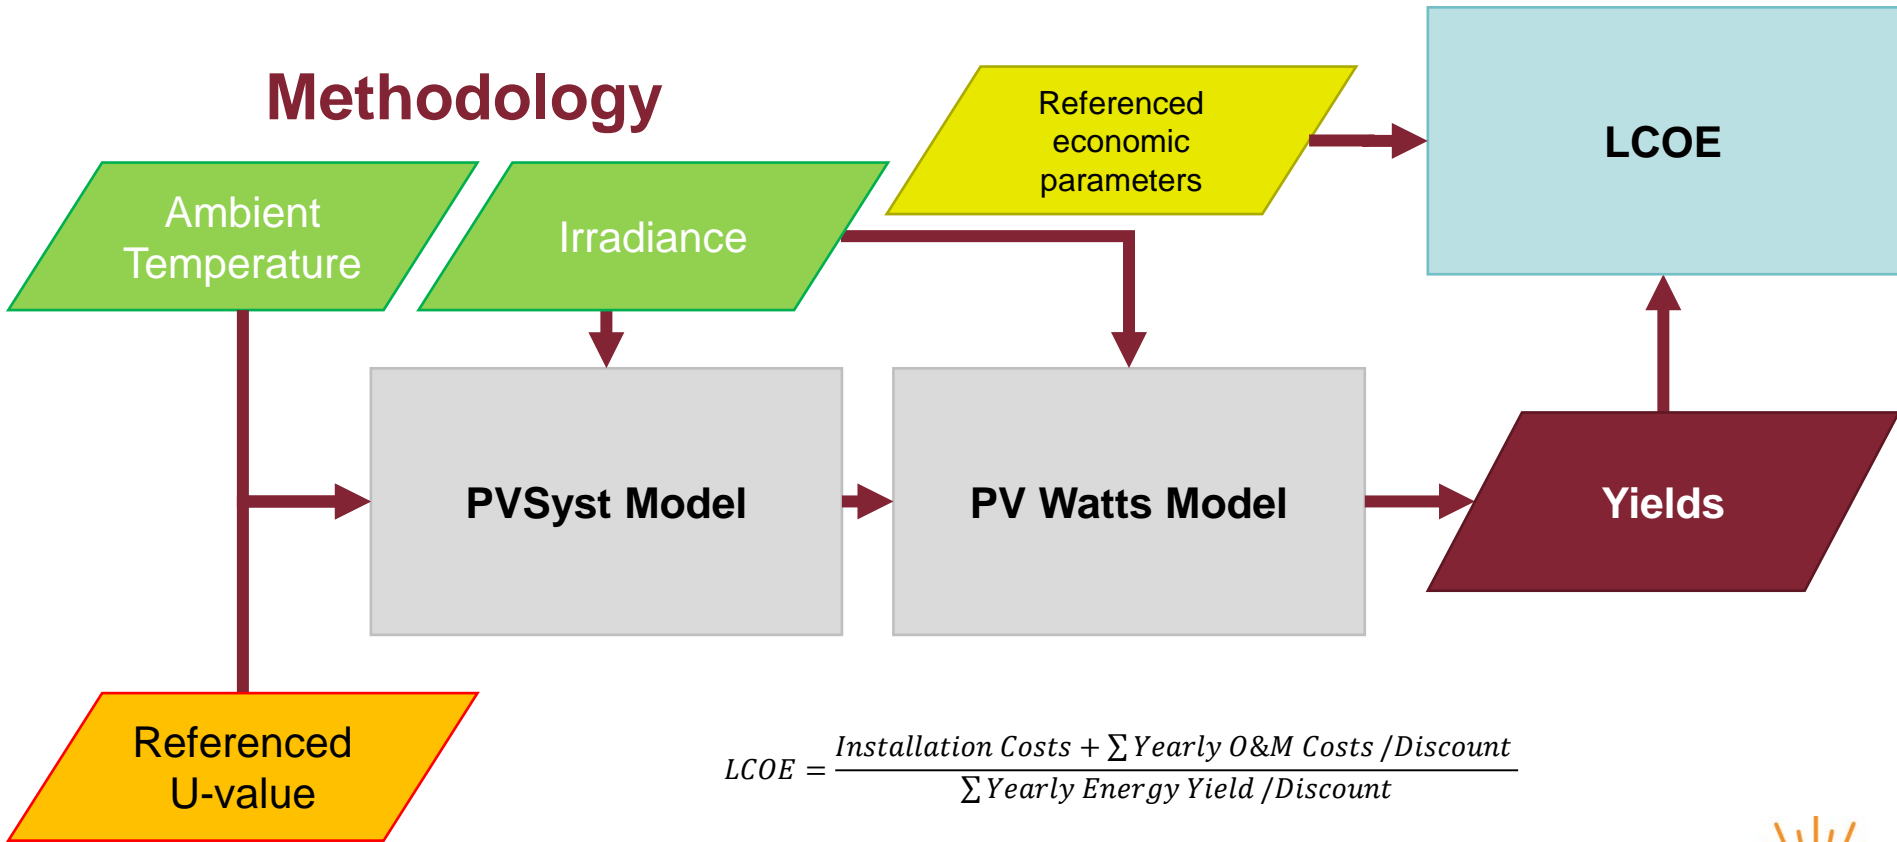 Methodology
Referenced
economic
parameters
LCOE
Ambient
Temperature
Irradiance
PVSyst Model
PV Watts Model
Yields
Referenced
U-value
LCOE = Installation Costs + ∑ Yearly O&M Costs /Discount
∑ Yearly Energy Yield /Discount